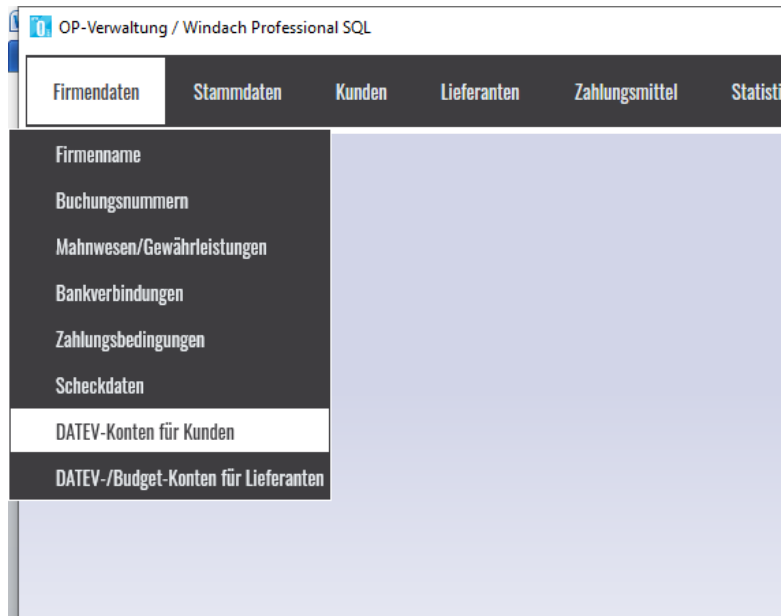 OP-Verwaltung / Windach Professional SQL
Firmendaten Stammdaten Kunden Lieferanten Zahlungsmittel Statisti
Firmenname
Buchungsnummern
Mahnwesen/Gewährleistungen
Bankverbindungen
Zahlungsbedingungen
Scheckdaten
DATEV-Konten für Kunden
DATEV-/Budget-Konten für Lieferanten